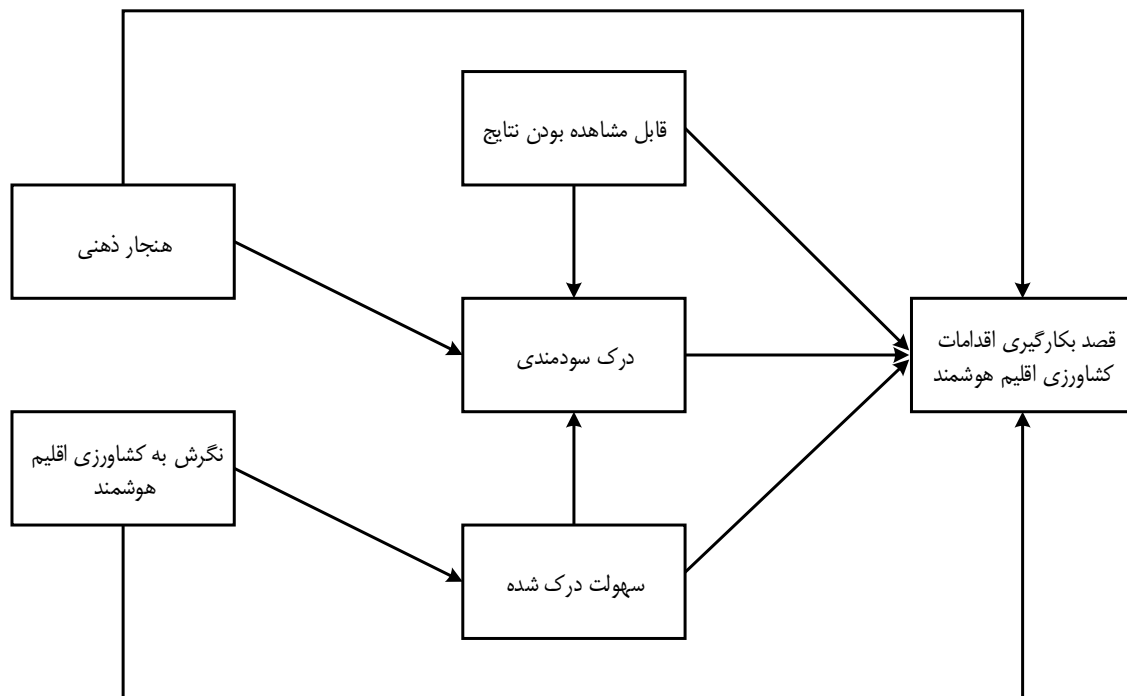 قابل مشاهده بودن نتایج
هنجار ذهنی
درک سودمندی
قصد بکارگیری اقدامات
کشاورزی اقلیم هوشمند
نگرش به کشاورزی اقلیم
هوشمند
سهولت درک شده